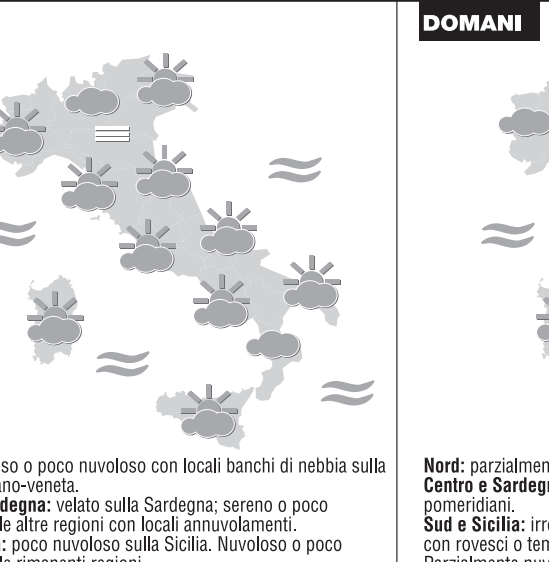 so o poco nuvoloso con locali banchi di nebbia sulla
ano-veneta.
degna: velato sulla Sardegna; sereno o poco
le altre regioni con locali annuvolamenti.
: poco nuvoloso sulla Sicilia. Nuvoloso o poco
DOMANI
Nord: parzialmen
Centro e Sardegn
pomeridiani.
Sud e Sicilia: irre
con rovesci o tem